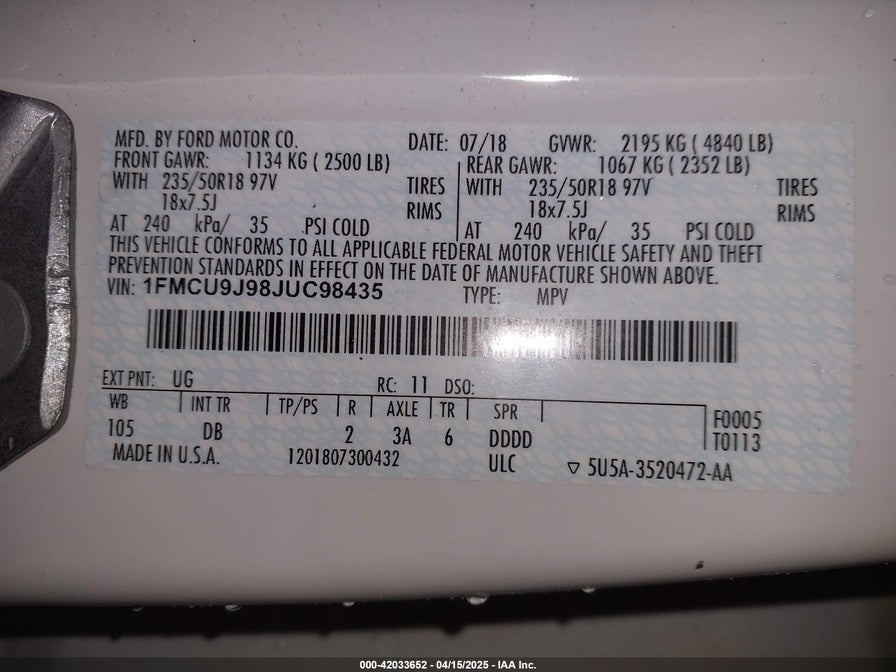 MFD. BY FORD MOTOR CO. DATE: 07/18 GVWR: 2195 KG ( 4840 LB)
FRONT GAWR: 1134 KG ( 2500 LB) REAR GAWR: 1067 KG ( 2352 LB)
WITH 235/50R18 97V TIRES WITH 235/50R18 97V TIRES
18x7.5J RIMS 18x7.5J RIMS
AT 240 kPa/ 35 PSI COLD AT 240 kPa/ 35 PSI COLD
THIS VEHICLE CONFORMS TO ALL APPLICABLE FEDERAL MOTOR VEHICLE SAFETY AND THEFT
PREVENTION STANDARDS IN EFFECT ON THE DATE OF MANUFACTURE SHOWN ABOVE.
VIN: 1FMCU9J98JUC98435 TYPE: MPV
EXT PNT: UG RC: 11 DSO:
WB INT TR TP/PS R AXLE TR SPR F0005
105 DB 2 3A 6 DDDD T0113
MADE IN U.S.A. 1201807300432 ULC ▽ 5U5A-3520472-AA
000-42033652 - 04/15/2025 - IAA Inc.